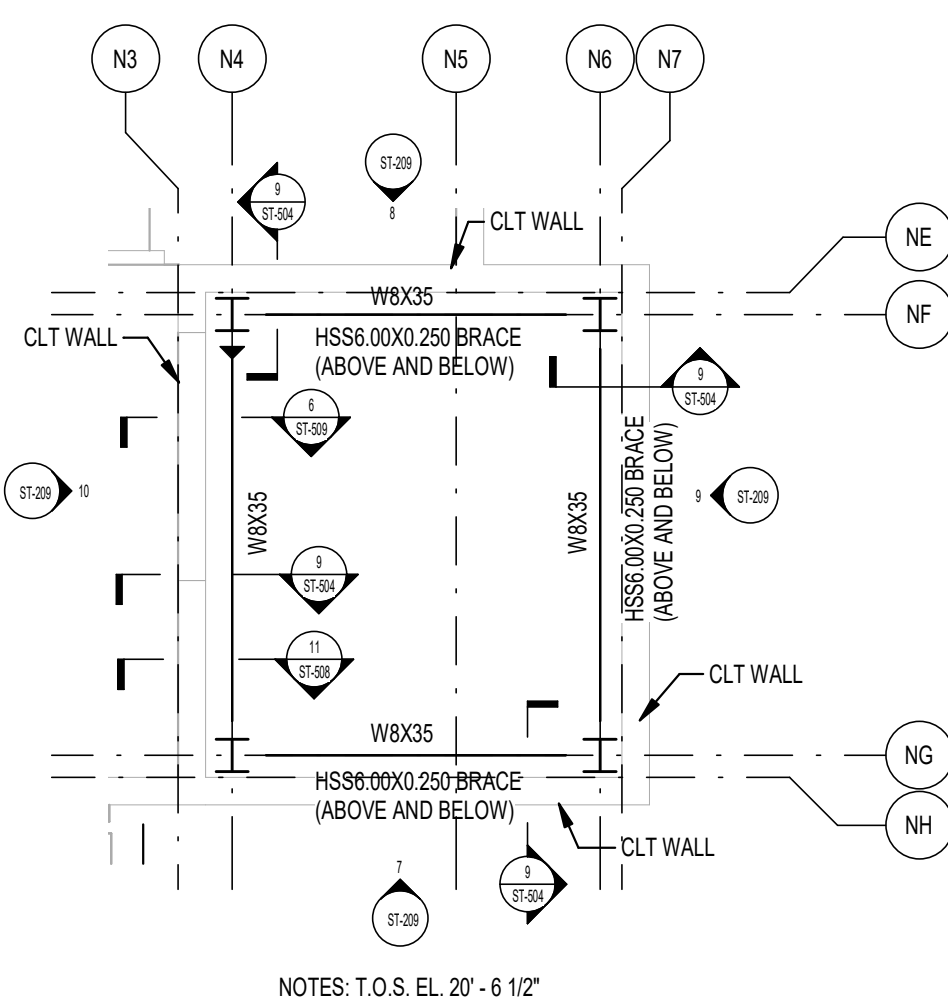 N3
N4
N5
N6
N7
ST-209
8
9
ST-504
CLT WALL
NE
W8X35
NF
CLT WALL
HSS6.00X0.250 BRACE
(ABOVE AND BELOW)
9
ST-504
6
ST-509
ST-209
10
W8X35
W8X35
HSS6.00X0.250 BRACE
(ABOVE AND BELOW)
9
ST-209
9
ST-504
11
ST-508
CLT WALL
W8X35
NG
HSS6.00X0.250 BRACE
(ABOVE AND BELOW)
NH
CLT WALL
7
ST-209
9
ST-504
NOTES: T.O.S. EL. 20' - 6 1/2"